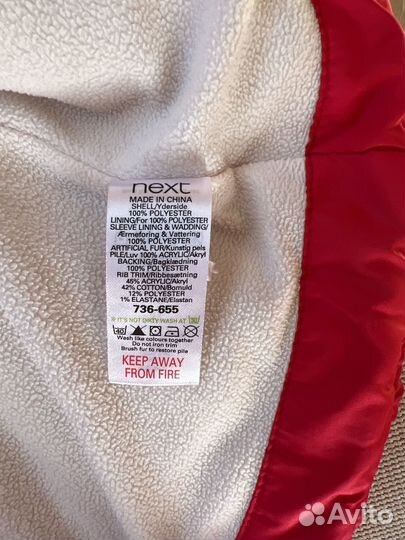 next
MADE IN CHINA
SHELL/Yderside
100% POLYESTER
LINING/For 100% POLYESTER
SLEEVE LINING & WADDING/
Ærmeforing & Vattering
100% POLYESTER
ARTIFICIAL FUR/Kunstig pels
PILE/Luv 100% ACRYLIC/Akryl
BACKING/Bagklædning
100% POLYESTER
RIB TRIM/Ribbesætning
45% ACRYLIC/Akryl
42% COTTON/Bomuld
12% POLYESTER
1% ELASTANE/Elastan
736-655
IF IT'S NOT DIRTY WASH AT 30°
40
Wash like colours together
Do not iron trim
Brush fur to restore pile
KEEP AWAY
FROM FIRE
Avito